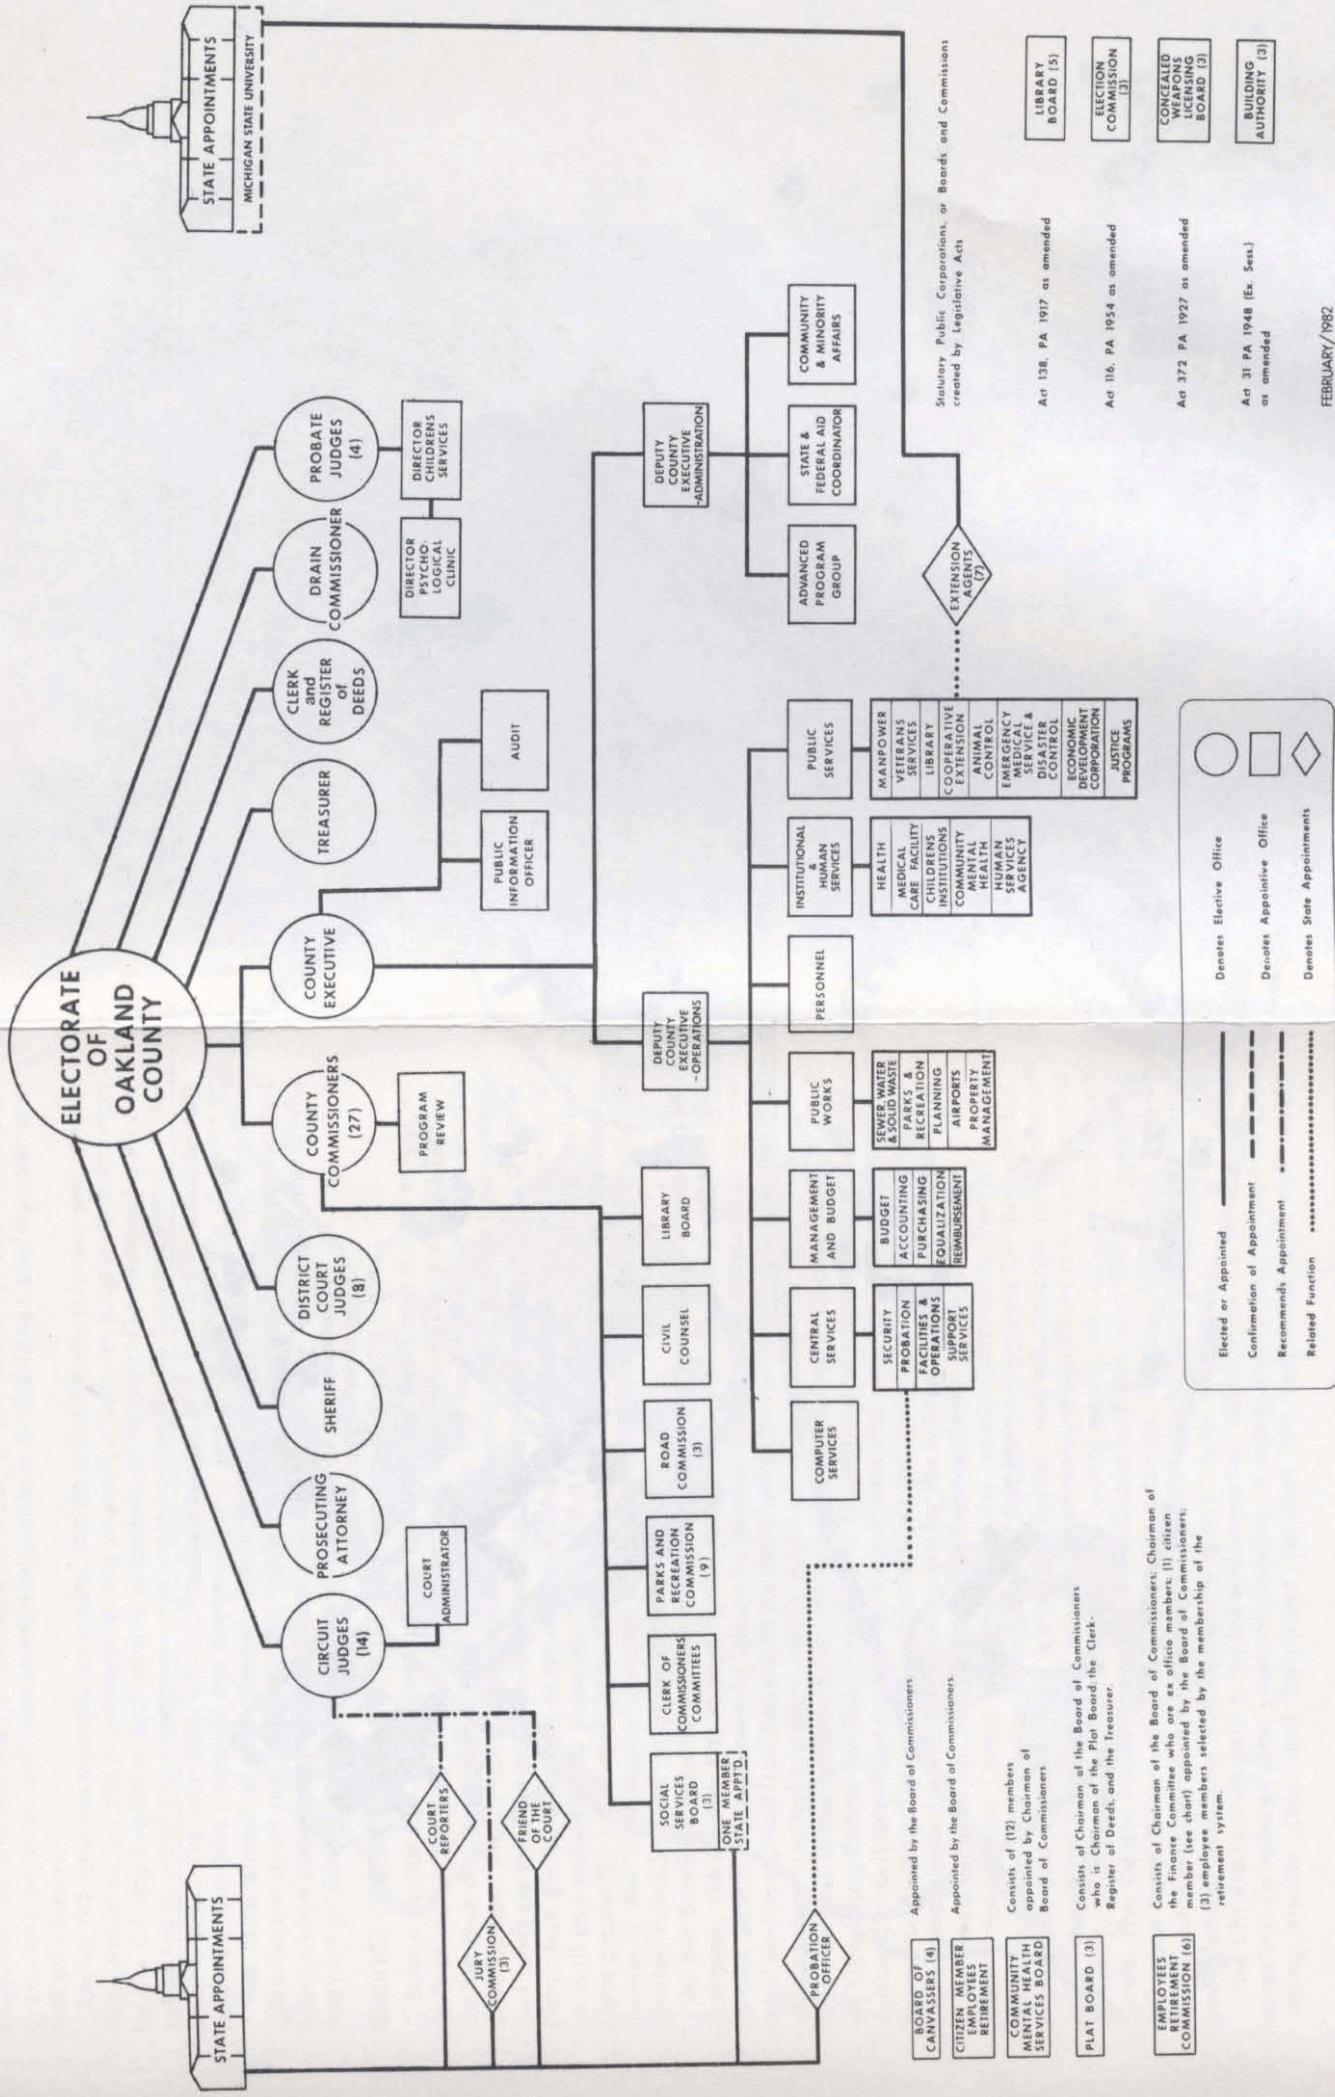 ELECTORATE
OF
OAKLAND
COUNTY
STATE APPOINTMENTS
STATE APPOINTMENTS
MICHIGAN STATE UNIVERSITY
CIRCUIT
JUDGES
(14)
PROSECUTING
ATTORNEY
SHERIFF
DISTRICT
COURT
JUDGES
(8)
COUNTY
COMMISSIONERS
(27)
COUNTY
EXECUTIVE
TREASURER
CLERK
and
REGISTER
of
DEEDS
DRAIN
COMMISSIONER
PROBATE
JUDGES
(4)
COURT
ADMINISTRATOR
PROGRAM
REVIEW
DIRECTOR
PSYCHO-
LOGICAL
CLINIC
DIRECTOR
CHILDRENS
SERVICES
COURT
REPORTERS
JURY
COMMISSION
(3)
FRIEND
OF THE
COURT
PUBLIC
INFORMATION
OFFICER
AUDIT
SOCIAL
SERVICES
BOARD
(3)
ONE MEMBER
STATE APPT'D.
CLERK OF
COMMISSIONERS
COMMITTEES
PARKS AND
RECREATION
COMMISSION
(9)
ROAD
COMMISSION
(3)
CIVIL
COUNSEL
LIBRARY
BOARD
DEPUTY
COUNTY
EXECUTIVE
-OPERATIONS
DEPUTY
COUNTY
EXECUTIVE
-ADMINISTRATION
PROBATION
OFFICER
COMPUTER
SERVICES
CENTRAL
SERVICES
MANAGEMENT
AND BUDGET
PUBLIC
WORKS
PERSONNEL
INSTITUTIONAL
&
HUMAN
SERVICES
PUBLIC
SERVICES
ADVANCED
PROGRAM
GROUP
STATE &
FEDERAL AID
COORDINATOR
COMMUNITY
& MINORITY
AFFAIRS
SECURITY
PROBATION
FACILITIES &
OPERATIONS
SUPPORT
SERVICES
BUDGET
ACCOUNTING
PURCHASING
EQUALIZATION
REIMBURSEMENT
SEWER, WATER
& SOLID WASTE
PARKS &
RECREATION
PLANNING
AIRPORTS
PROPERTY
MANAGEMENT
HEALTH
MEDICAL
CARE FACILITY
CHILDRENS
INSTITUTIONS
COMMUNITY
MENTAL
HEALTH
HUMAN
SERVICES
AGENCY
MANPOWER
VETERANS
SERVICES
LIBRARY
COOPERATIVE
EXTENSION
ANIMAL
CONTROL
EMERGENCY
MEDICAL
SERVICE &
DISASTER
CONTROL
ECONOMIC
DEVELOPMENT
CORPORATION
JUSTICE
PROGRAMS
EXTENSION
AGENTS
(7)
BOARD OF
CANVASSERS (4)
Appointed by the Board of Commissioners
CITIZEN MEMBER
EMPLOYEES
RETIREMENT
Appointed by the Board of Commissioners.
COMMUNITY
MENTAL HEALTH
SERVICES BOARD
Consists of (12) members
appointed by Chairman of
Board of Commissioners
PLAT BOARD (3)
Consists of Chairman of the Board of Commissioners
who is Chairman of the Plat Board; the Clerk-
Register of Deeds, and the Treasurer.
EMPLOYEES
RETIREMENT
COMMISSION (6)
Consists of Chairman of the Board of Commissioners; Chairman of
the Finance Committee who are ex officio members; (1) citizen
member (see chart) appointed by the Board of Commissioners;
(3) employee members selected by the membership of the
retirement system.
Elected or Appointed
Confirmation of Appointment
Recommends Appointment
Related Function
Denotes Elective Office
Denotes Appointive Office
Denotes State Appointments
Statutory Public Corporations, or Boards and Commissions
created by Legislative Acts
Act 138, PA 1917 as amended
LIBRARY
BOARD (5)
Act 116, PA 1954 as amended
ELECTION
COMMISSION
(3)
Act 372 PA 1927 as amended
CONCEALED
WEAPONS
LICENSING
BOARD (3)
Act 31 PA 1948 (Ex. Sess.)
as amended
BUILDING
AUTHORITY (3)
FEBRUARY/1982